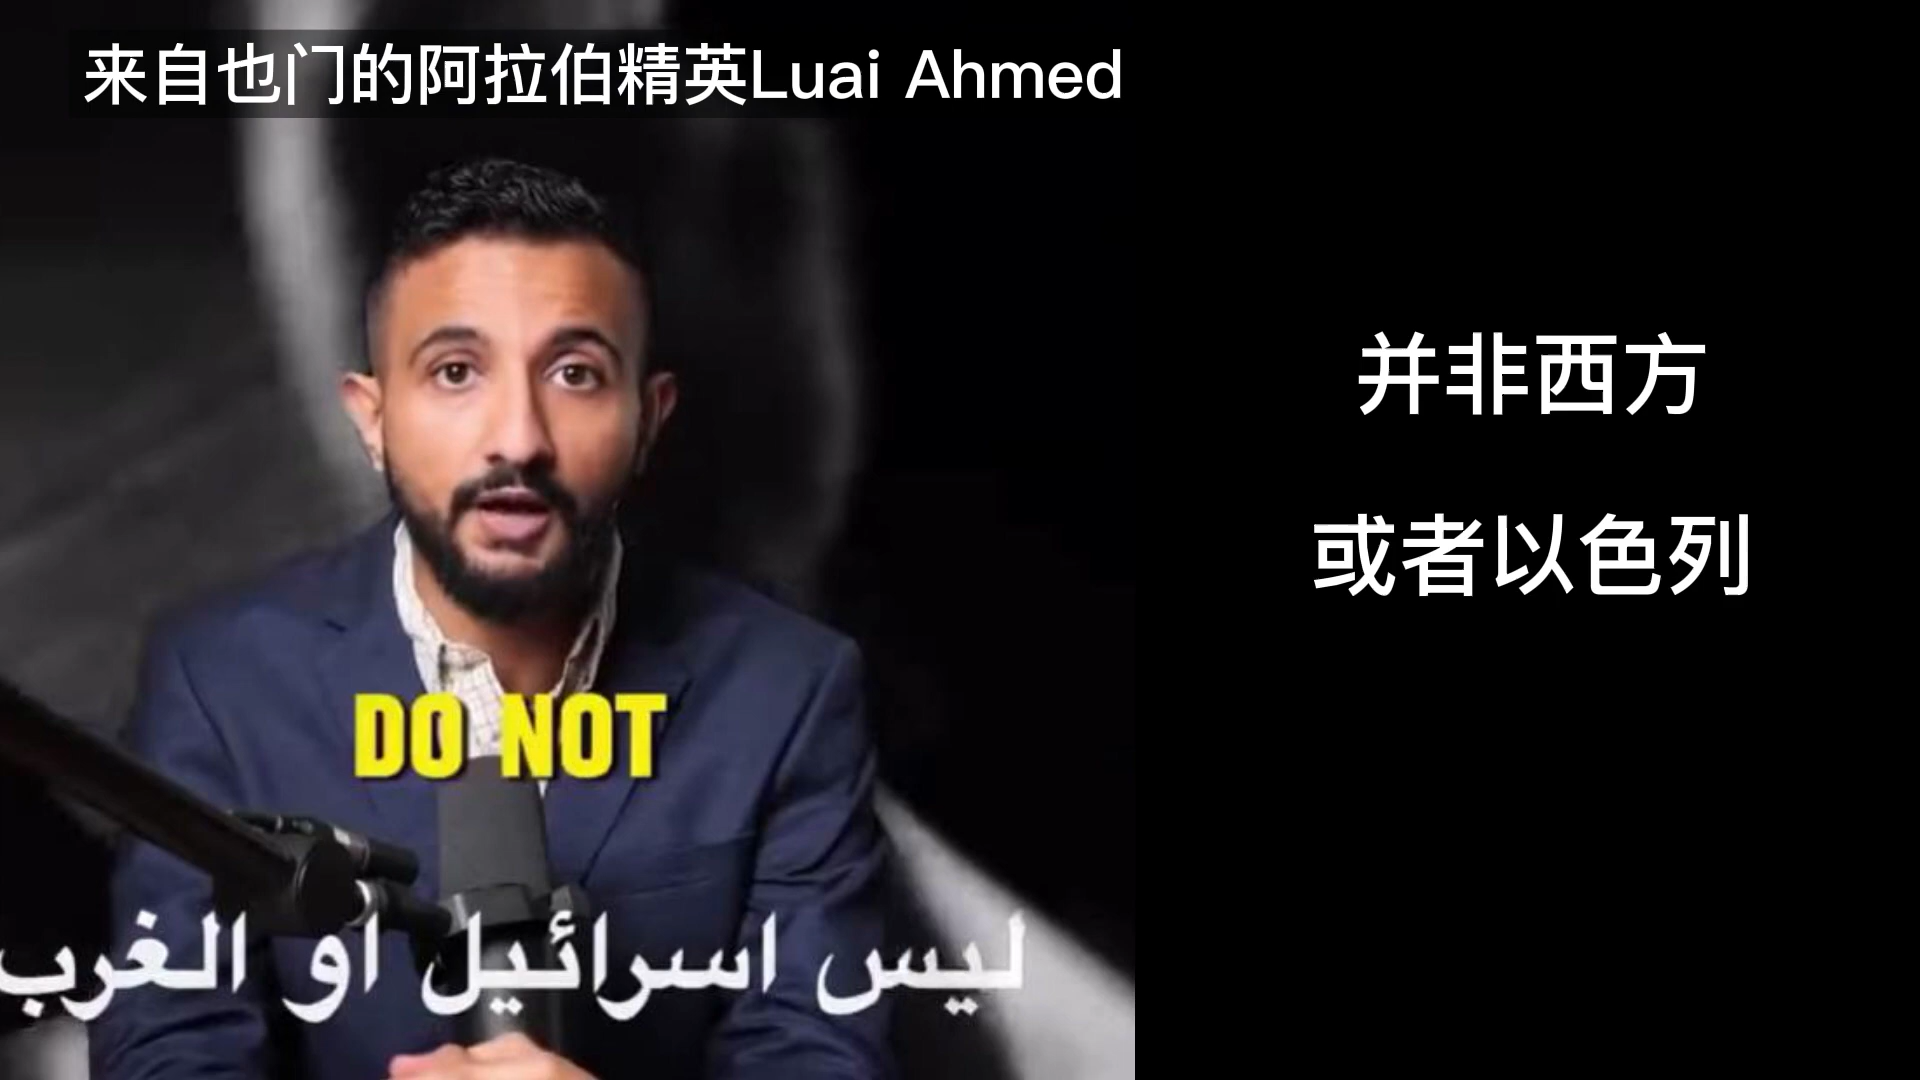 来自也门的阿拉伯精英Luai Ahmed
并非西方
或者以色列
DO NOT
ليس اسرائيل او الغرب